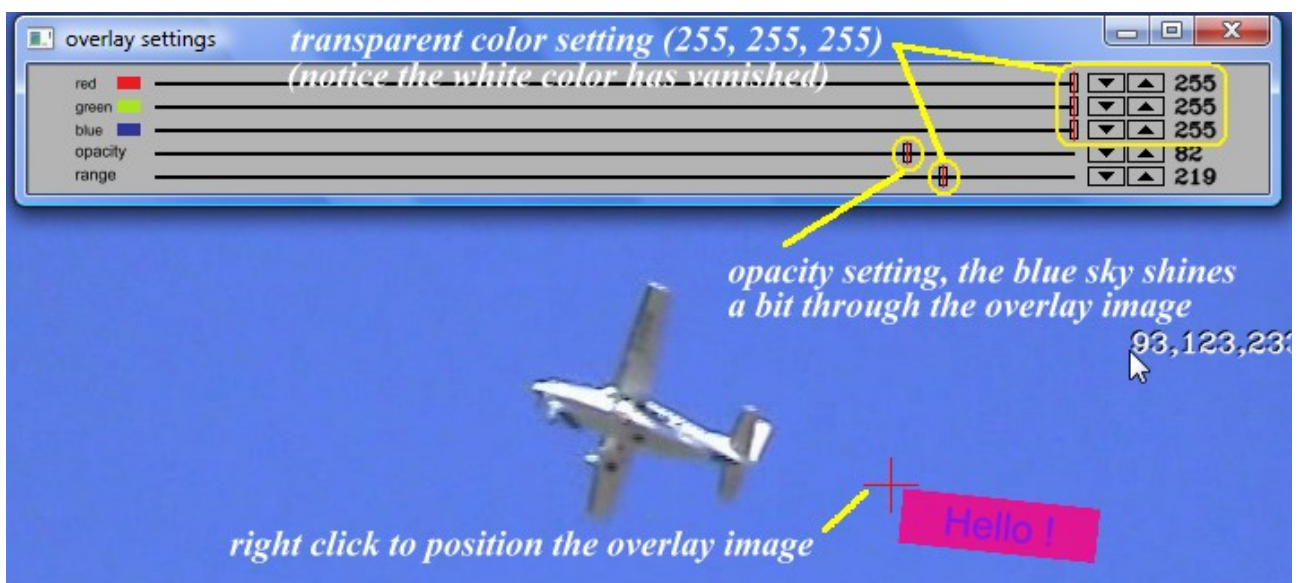 overlay settings
transparent color setting (255, 255, 255)
(notice the white color has vanished)
red 255
green 255
blue 255
opacity 82
range 219
opacity setting, the blue sky shines
a bit through the overlay image
93,123,233
right click to position the overlay image
Hello !